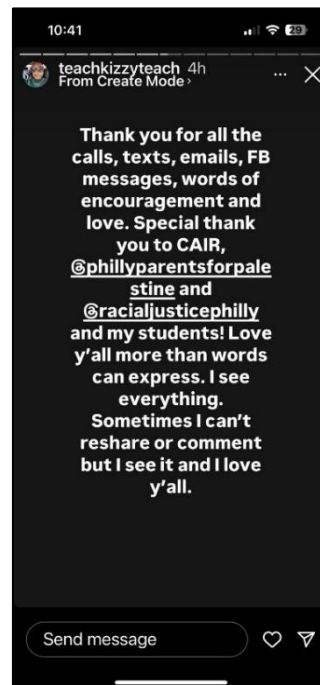 10:41
29
teachkizzyteach 4h
From Create Mode ›
Thank you for all the
calls, texts, emails, FB
messages, words of
encouragement and
love. Special thank
you to CAIR,
@phillyparentsforpale
stine and
@racialjusticephilly
and my students! Love
y'all more than words
can express. I see
everything.
Sometimes I can't
reshare or comment
but I see it and I love
y'all.
Send message